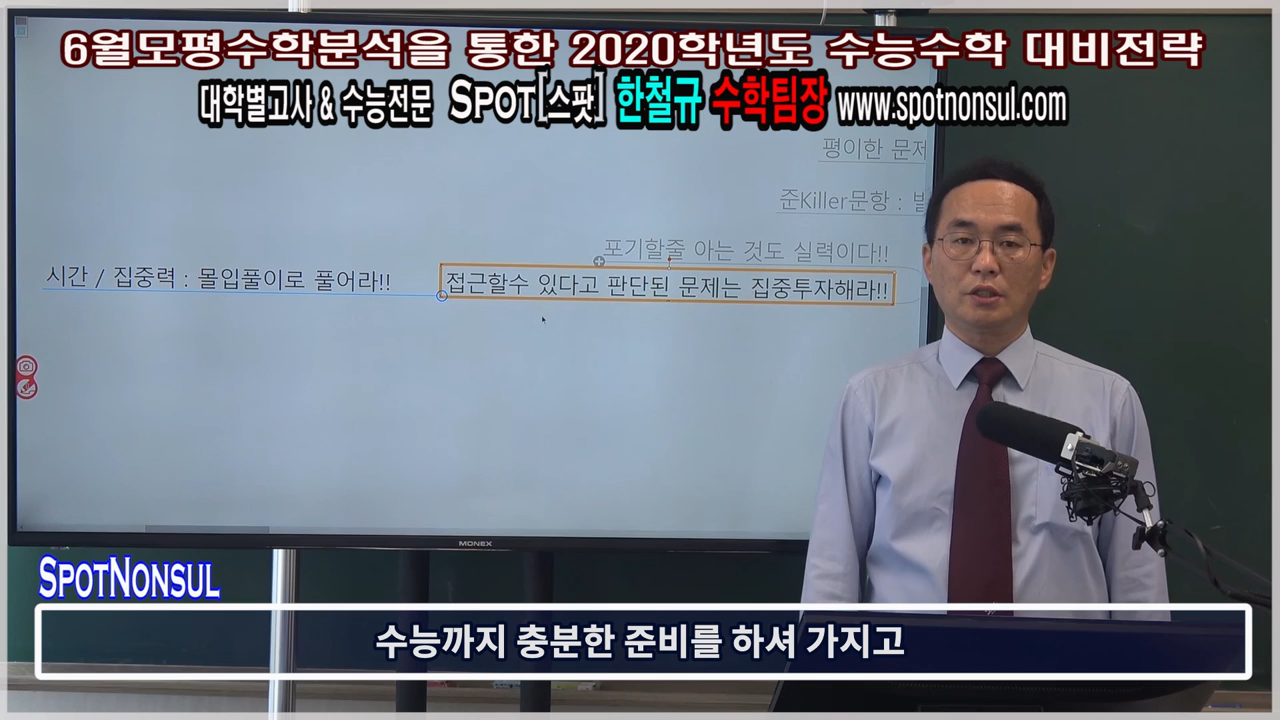 6월모평수학분석을 통한 2020학년도 수능수학 대비전략
대학별고사 & 수능전문 SPOT[스팟] 한철규 수학팀장 www.spotnonsul.com
평이한 문제
준Killer문항 :
포기할줄 아는 것도 실력이다!!
시간 / 집중력 : 몰입풀이로 풀어라!! 접근할수 있다고 판단된 문제는 집중투자해라!!
MONEX
SPOTNONSUL
수능까지 충분한 준비를 하셔 가지고